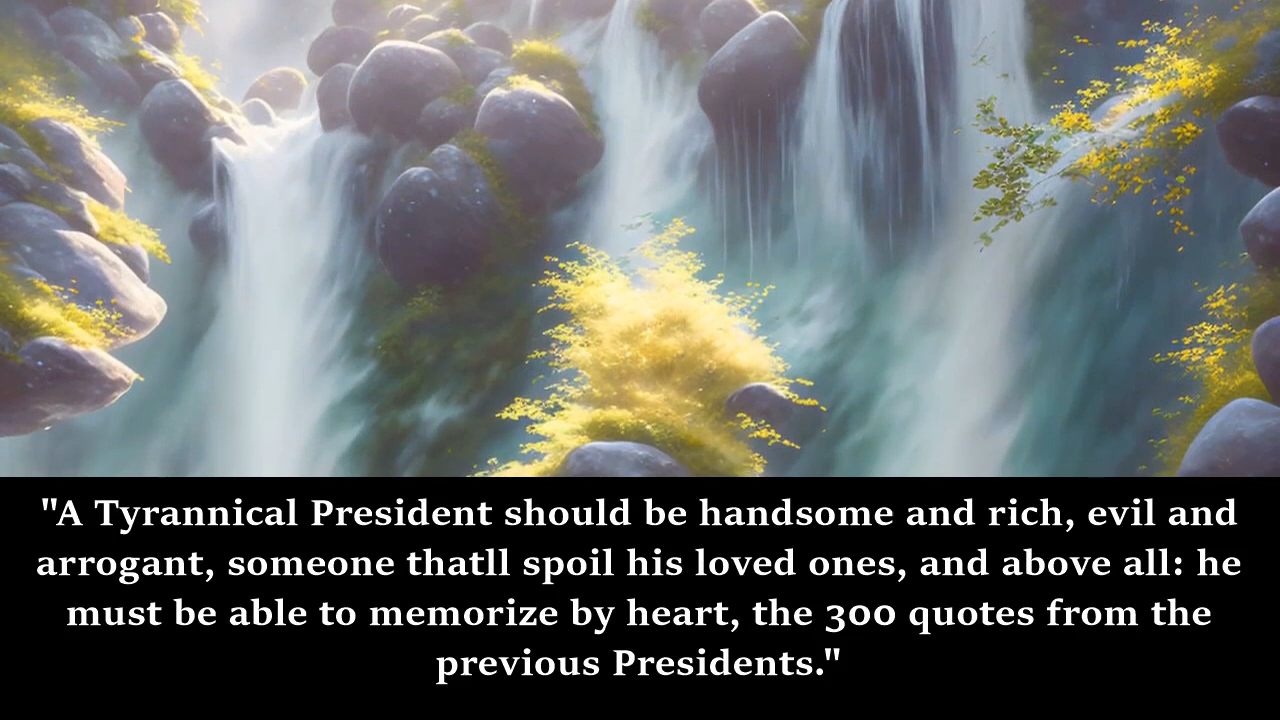 "A Tyrannical President should be handsome and rich, evil and
arrogant, someone thatll spoil his loved ones, and above all: he
must be able to memorize by heart, the 300 quotes from the
previous Presidents."